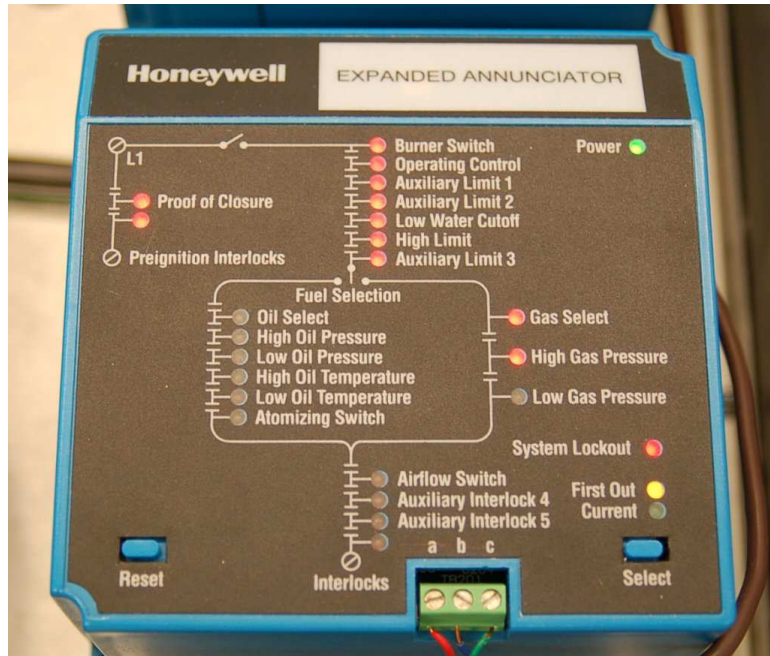 Honeywell
EXPANDED ANNUNCIATOR
L1
Burner Switch
Power
Operating Control
Auxiliary Limit 1
Proof of Closure
Auxiliary Limit 2
Low Water Cutoff
High Limit
Preignition Interlocks
Auxiliary Limit 3
Fuel Selection
Oil Select
Gas Select
High Oil Pressure
Low Oil Pressure
High Gas Pressure
High Oil Temperature
Low Oil Temperature
Low Gas Pressure
Atomizing Switch
System Lockout
Airflow Switch
First Out
Auxiliary Interlock 4
Current
Auxiliary Interlock 5
a b c
Reset
Interlocks
Select